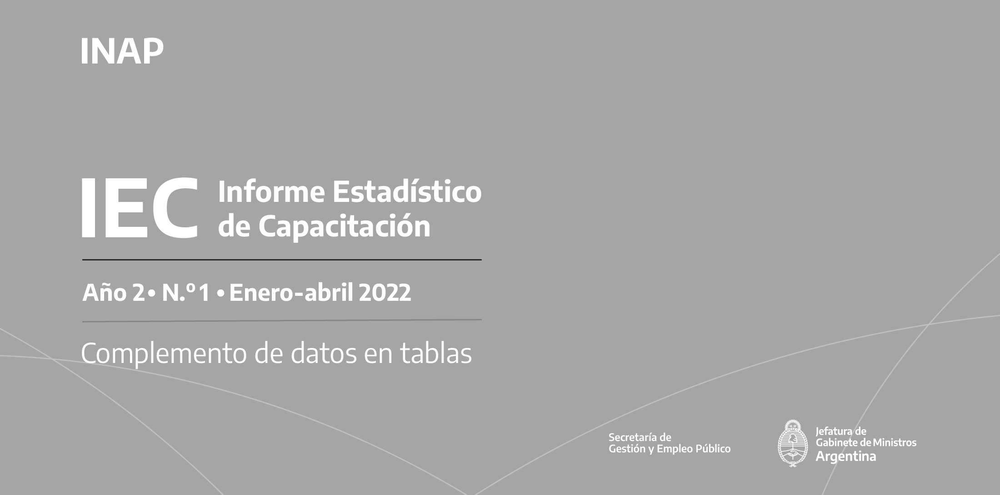 INAP
IEC
Informe Estadístico
de Capacitación
Año 2 • N.º 1 • Enero-abril 2022
Complemento de datos en tablas
Secretaría de
Gestión y Empleo Público
Jefatura de
Gabinete de Ministros
Argentina